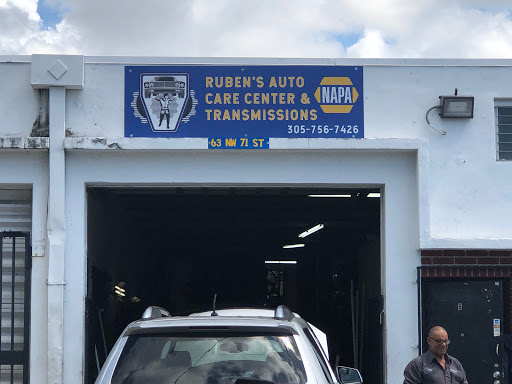 RUBEN'S AUTO
CARE CENTER &
TRANSMISSIONS
NAPA
305-756-7426
63 NW 71 ST